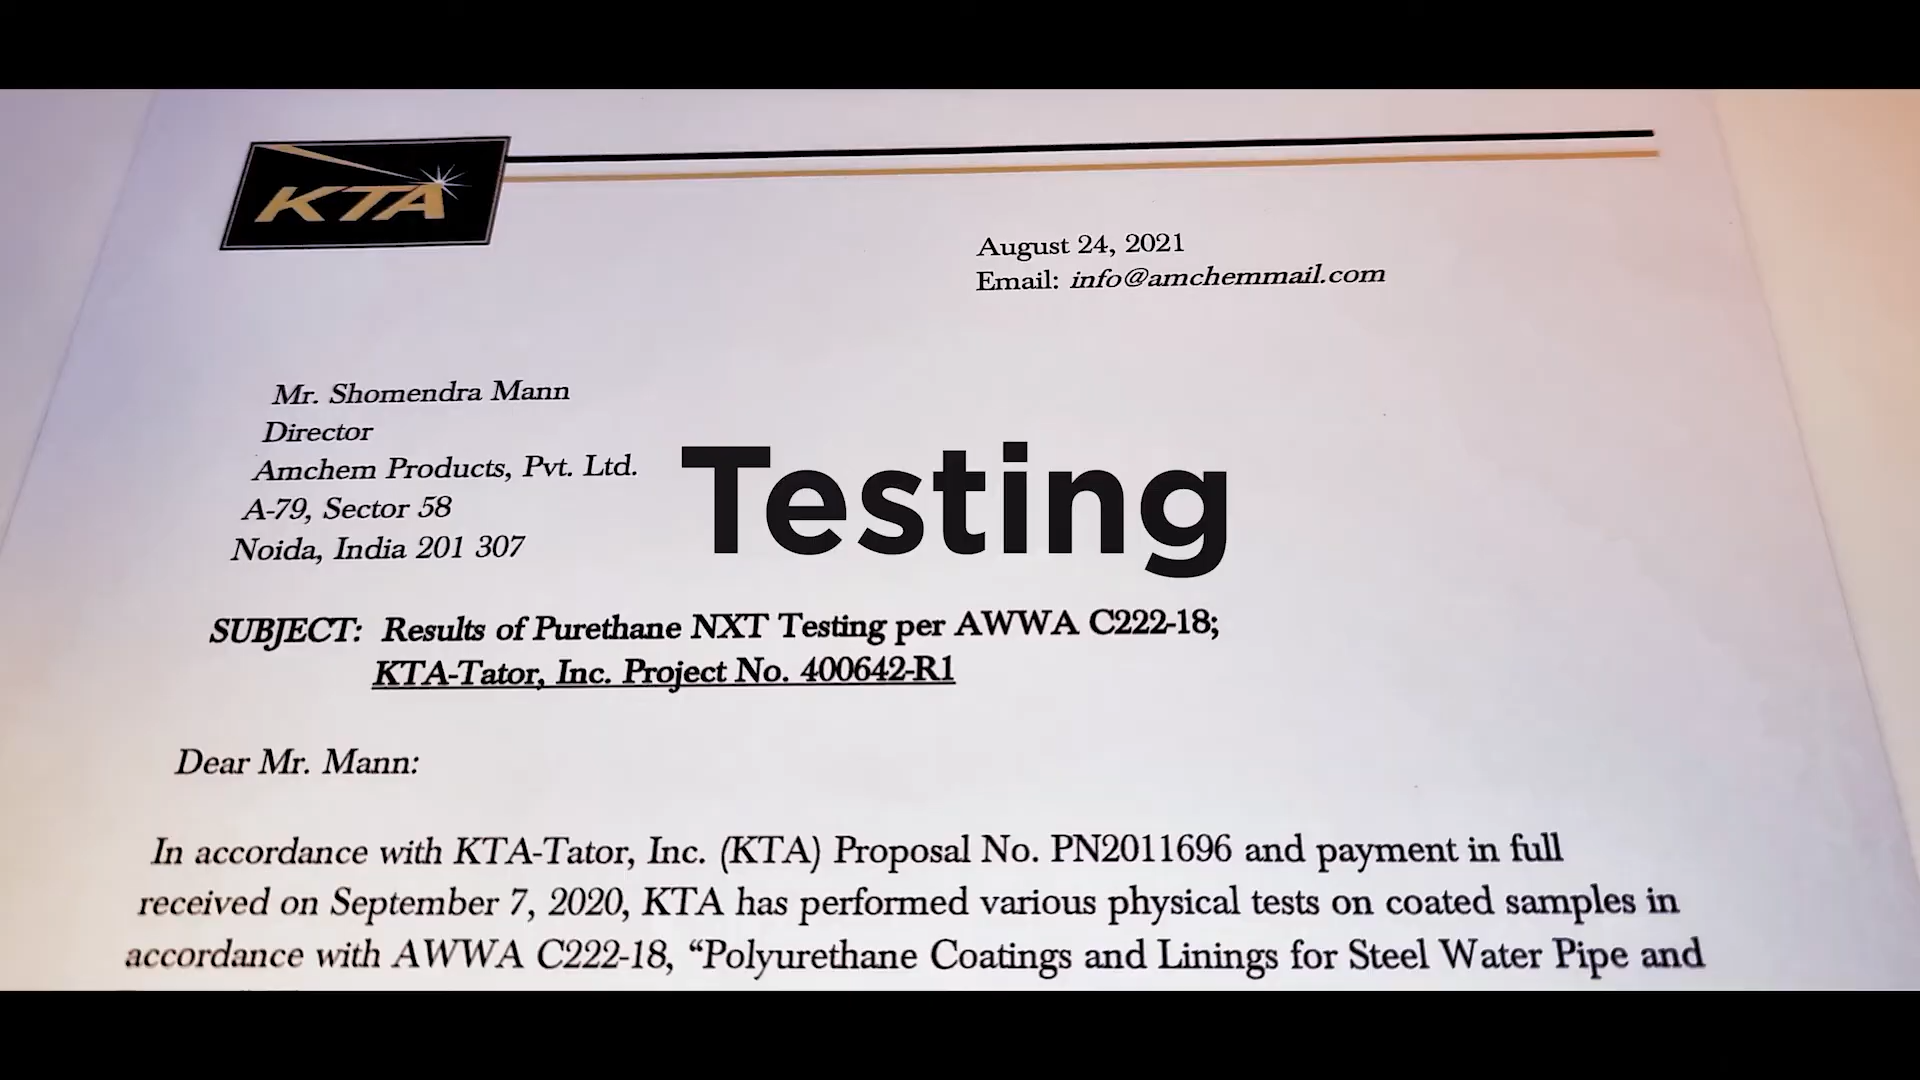 KTA
August 24, 2021
Email: info@amchemmail.com
Mr. Shomendra Mann
Director
Amchem Products, Pvt. Ltd.
A-79, Sector 58
Noida, India 201 307
Testing
SUBJECT: Results of Purethane NXT Testing per AWWA C222-18;
KTA-Tator, Inc. Project No. 400642-R1
Dear Mr. Mann:
In accordance with KTA-Tator, Inc. (KTA) Proposal No. PN2011696 and payment in full
received on September 7, 2020, KTA has performed various physical tests on coated samples in
accordance with AWWA C222-18, “Polyurethane Coatings and Linings for Steel Water Pipe and